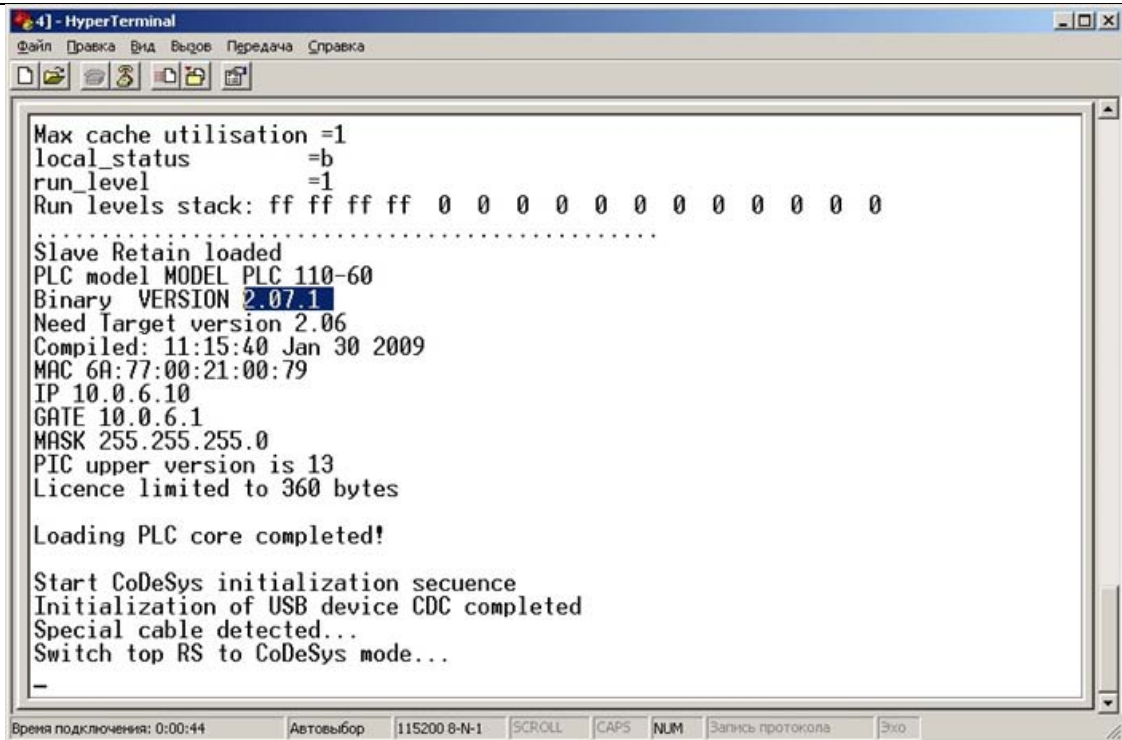 4] - HyperTerminal
Файл Правка Вид Вызов Передача Справка
Max cache utilisation =1
local_status =b
run_level =1
Run levels stack: ff ff ff ff 0 0 0 0 0 0 0 0 0 0 0 0
................................................
Slave Retain loaded
PLC model MODEL PLC 110-60
Binary VERSION 2.07.1
Need Target version 2.06
Compiled: 11:15:40 Jan 30 2009
MAC 6A:77:00:21:00:79
IP 10.0.6.10
GATE 10.0.6.1
MASK 255.255.255.0
PIC upper version is 13
Licence limited to 360 bytes
Loading PLC core completed!
Start CoDeSys initialization secuence
Initialization of USB device CDC completed
Special cable detected...
Switch top RS to CoDeSys mode...
_
Время подключения: 0:00:44 Автовыбор 115200 8-N-1 SCROLL CAPS NUM Запись протокола Эхо